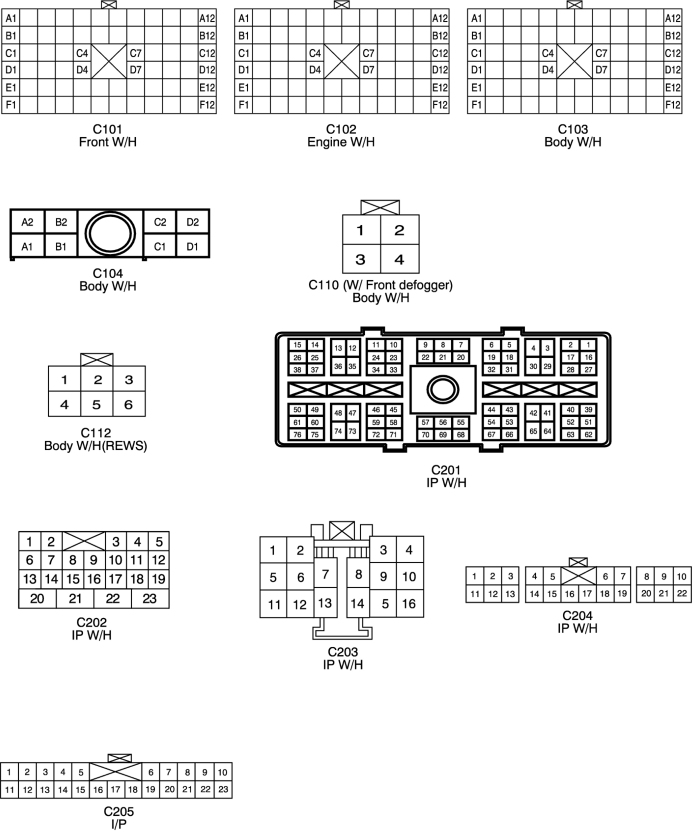 A1 A12 A1 A12 A1 A12
B1 B12 B1 B12 B1 B12
C1 C4 C7 C12 C1 C4 C7 C12 C1 C4 C7 C12
D1 D4 D7 D12 D1 D4 D7 D12 D1 D4 D7 D12
E1 E12 E1 E12 E1 E12
F1 F12 F1 F12 F1 F12
C101
Front W/H
C102
Engine W/H
C103
Body W/H
A2 B2 C2 D2
A1 B1 C1 D1
C104
Body W/H
1 2
3 4
C110 (W/ Front defogger)
Body W/H
1 2 3
4 5 6
C112
Body W/H(REWS)
15 14 13 12 11 10 9 8 7 6 5 4 3 2 1
26 25 24 23 22 21 20 19 18 17 16
38 37 36 35 34 33 32 31 30 29 28 27
50 49 48 47 46 45 44 43 42 41 40 39
61 60 59 58 57 56 55 54 53 52 51
76 75 74 73 72 71 70 69 68 67 66 65 64 63 62
C201
IP W/H
1 2 3 4 5
6 7 8 9 10 11 12
13 14 15 16 17 18 19
20 21 22 23
C202
IP W/H
1 2 3 4
5 6 7 8 9 10
11 12 13 14 5 16
C203
IP W/H
1 2 3 4 5 6 7 8 9 10
11 12 13 14 15 16 17 18 19 20 21 22
C204
IP W/H
1 2 3 4 5 6 7 8 9 10
11 12 13 14 15 16 17 18 19 20 21 22 23
C205
I/P